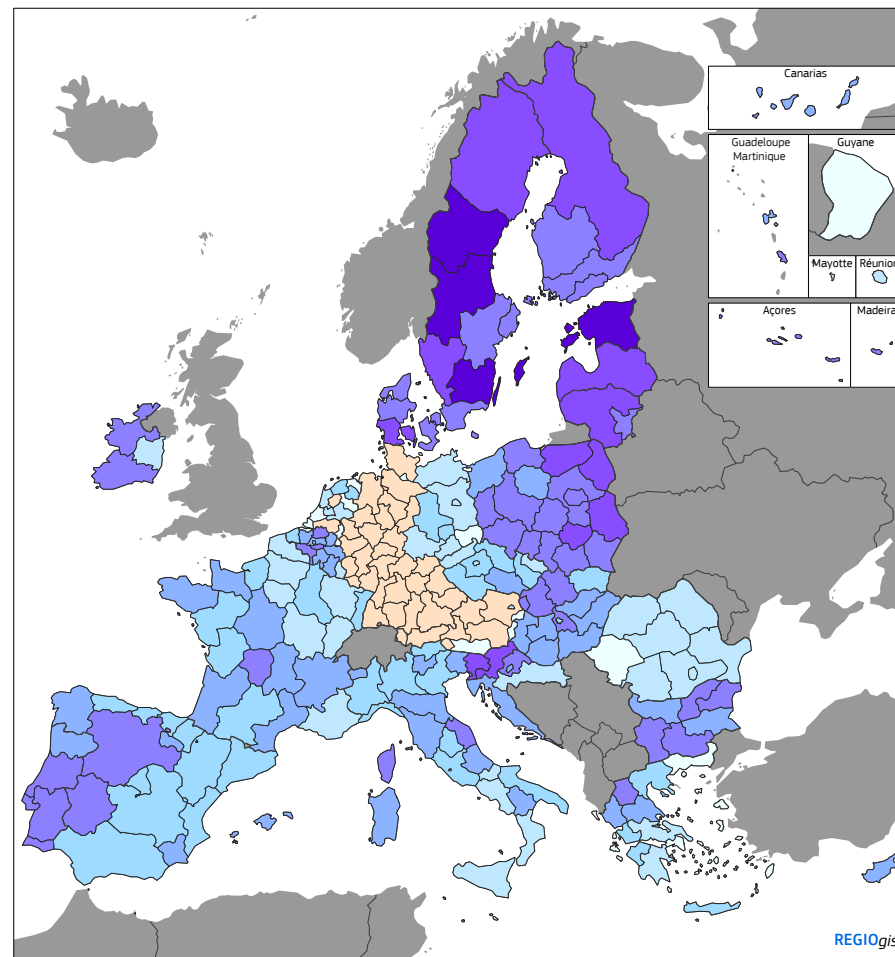 Canarias
Guadeloupe
Martinique
Guyane
Mayotte
Réunion
Açores
Madeira
REGIOgis